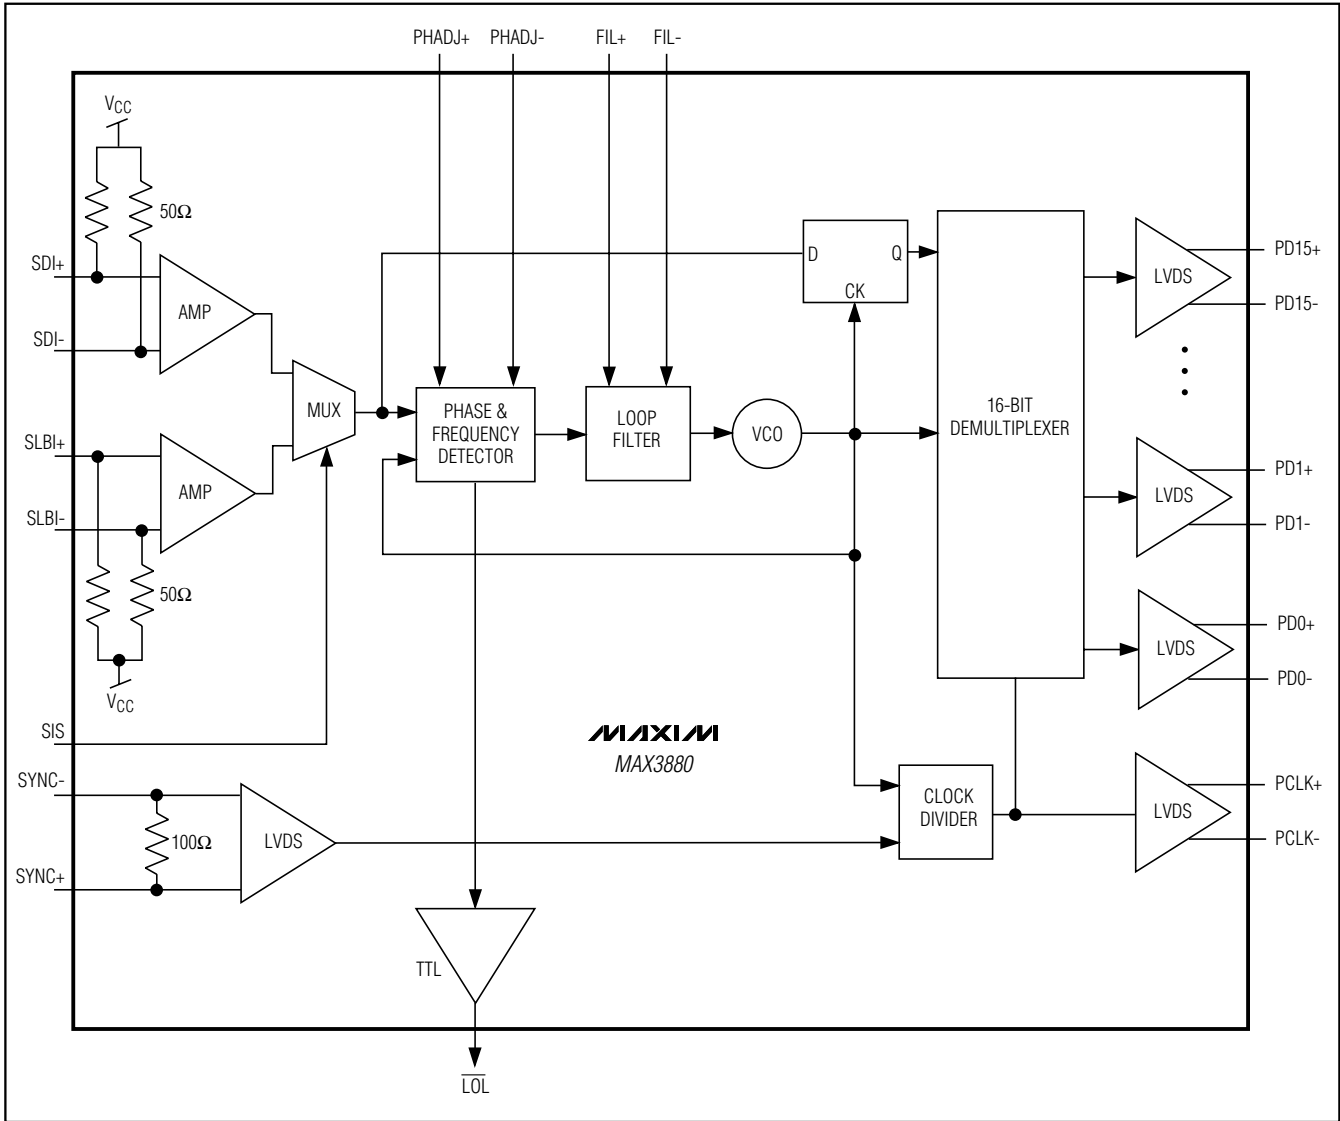 PHADJ+ PHADJ- FIL+ FIL-
VCC
50Ω
SDI+
AMP
SDI-
D Q
CK
LVDS
PD15+
PD15-
MUX
PHASE &
FREQUENCY
DETECTOR
LOOP
FILTER
VCO
16-BIT
DEMULTIPLEXER
SLBI+
AMP
SLBI-
50Ω
VCC
LVDS
PD1+
PD1-
LVDS
PD0+
PD0-
SIS
MAXIM
MAX3880
SYNC-
100Ω
LVDS
SYNC+
CLOCK
DIVIDER
LVDS
PCLK+
PCLK-
TTL
LOL